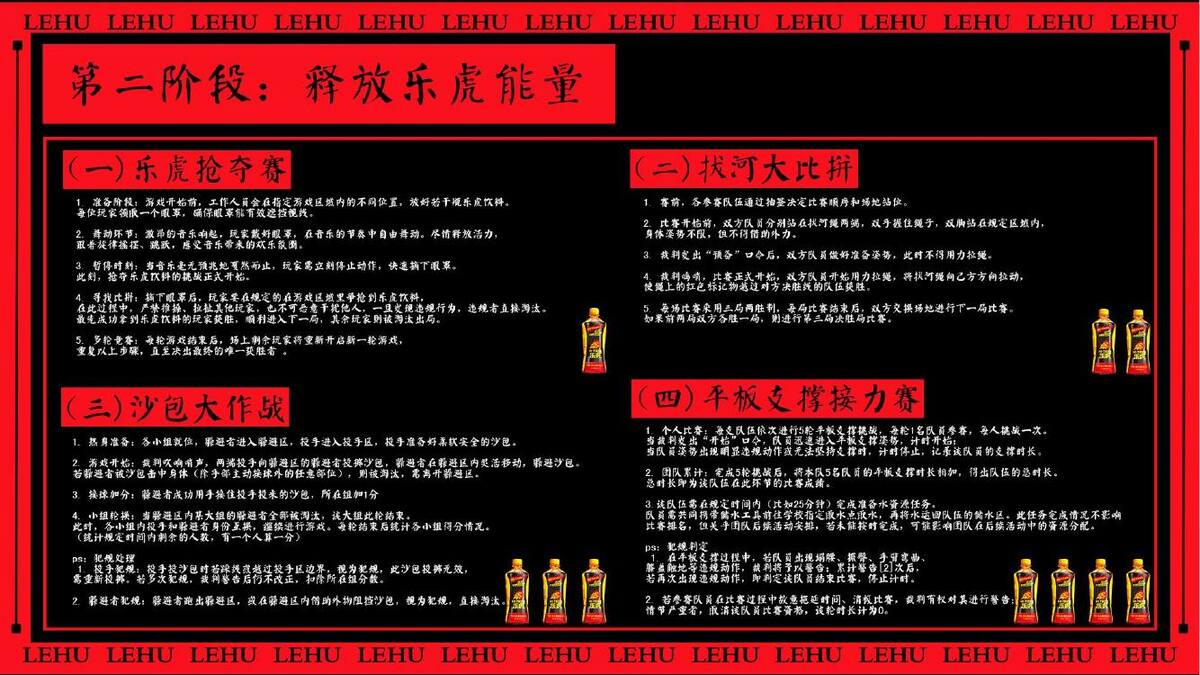 LEHU LEHU LEHU LEHU LEHU LEHU LEHU LEHU LEHU LEHU LEHU LEHU LEHU LEHU
第二阶段：释放乐虎能量
(一)乐虎抢夺赛
1. 准备阶段：游戏开始前，工作人员会在指定游戏区域内的不同位置，放好若干瓶乐虎饮料。
每位玩家领取一个眼罩，确保眼罩能有效遮挡视线。
2. 舞动环节：激昂的音乐响起，玩家戴好眼罩，在音乐的节奏中自由舞动。尽情释放活力，
跟着旋律摇摆、跳跃，感受音乐带来的欢乐氛围。
3. 暂停时刻：当音乐毫无预兆地戛然而止，玩家需立刻停止动作，快速摘下眼罩。
此刻，抢夺乐虎饮料的挑战正式开始。
4. 寻找比拼：摘下眼罩后，玩家要在规定的在游戏区域里争抢到乐虎饮料，
在此过程中，严禁推搡、拉扯其他玩家，也不可恶意干扰他人，一旦发现违规行为，违规者直接淘汰。
最先成功拿到乐虎饮料的玩家获胜，顺利进入下一局，其余玩家则被淘汰出局。
5. 多轮竞赛：每轮游戏结束后，场上剩余玩家将重新开启新一轮游戏，
重复以上步骤，直至决出最终的唯一获胜者 。
(二)拔河大比拼
1. 赛前，各参赛队伍通过抽签决定比赛顺序和场地站位。
2. 比赛开始前，双方队员分别站在拔河绳两端，双手握住绳子，双脚站在规定区域内，
身体姿势不限，但不得借助外力。
3. 裁判发出“预备”口令后，双方队员做好准备姿势，此时不得用力拉绳。
4. 裁判鸣哨，比赛正式开始，双方队员开始用力拉绳，将拔河绳向己方方向拉动，
使绳上的红色标记物越过对方决胜线的队伍获胜。
5. 每场比赛采用三局两胜制，每局比赛结束后，双方交换场地进行下一局比赛。
如果前两局双方各胜一局，则进行第三局决胜局比赛。
(三)沙包大作战
1. 热身准备：各小组就位，躲避者进入躲避区，投手进入投手区，投手准备好柔软安全的沙包。
2. 游戏开始：裁判吹响哨声，两端投手向躲避区的躲避者投掷沙包，躲避者在躲避区内灵活移动，躲避沙包。
若躲避者被沙包击中身体（除手部主动接球外的任意部位），则被淘汰，需离开躲避区。
3. 接球加分：躲避者成功用手接住投手投来的沙包，所在组加1分
4. 小组轮换：当躲避区内某大组的躲避者全部被淘汰，该大组此轮结束。
此时，各小组内投手和躲避者身份互换，继续进行游戏。每轮结束后统计各小组得分情况。
（统计规定时间内剩余的人数，有一个人算一分）
ps：犯规处理
1. 投手犯规：投手投沙包时若踩线或越过投手区边界，视为犯规，此沙包投掷无效，
需重新投掷。若多次犯规，裁判警告后仍不改正，扣除所在组分数。
2. 躲避者犯规：躲避者跑出躲避区，或在躲避区内借助外物阻挡沙包，视为犯规，直接淘汰。
(四)平板支撑接力赛
1. 个人比赛：每支队伍依次进行5轮平板支撑挑战，每轮1名队员参赛，每人挑战一次。
当裁判发出“开始”口令，队员迅速进入平板支撑姿势，计时开始；
当队员姿势出现明显违规动作或无法坚持支撑时，计时停止，记录该队员的支撑时长。
2. 团队累计：完成5轮挑战后，将本队5名队员的平板支撑时长相加，得出队伍的总时长。
总时长即为该队伍在此环节的比赛成绩。
3.该队伍需在规定时间内（比如25分钟）完成准备水资源任务。
队员需共同携带储水工具前往学校指定取水点取水，再将水运回队伍的储水区。此任务完成情况不影响
比赛排名，但关乎团队后续活动安排，若未能按时完成，可能影响团队在后续活动中的资源分配。
ps：犯规判定
1. 在平板支撑过程中，若队员出现塌腰、撅臀、手臂弯曲、
膝盖触地等违规动作，裁判将予以警告；累计警告[2]次后，
若再次出现违规动作，即判定该队员结束比赛，停止计时。
2. 若参赛队员在比赛过程中故意拖延时间、消极比赛，裁判有权对其进行警告；
情节严重者，取消该队员比赛资格，该轮时长计为0。
LEHU LEHU LEHU LEHU LEHU LEHU LEHU LEHU LEHU LEHU LEHU LEHU LEHU LEHU